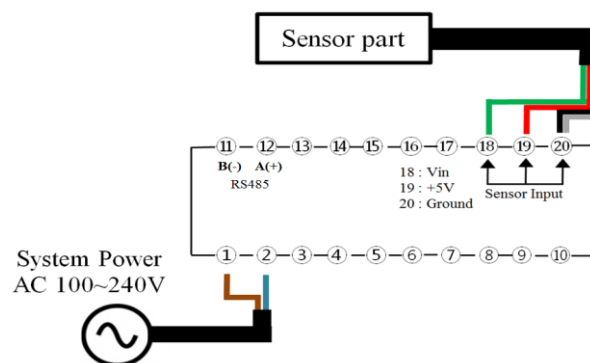 Sensor part
11 12 13 14 15 16 17 18 19 20
B(-) A(+)
RS485
18 : Vin
19 : +5V
20 : Ground
Sensor Input
System Power
AC 100~240V
1 2 3 4 5 6 7 8 9 10